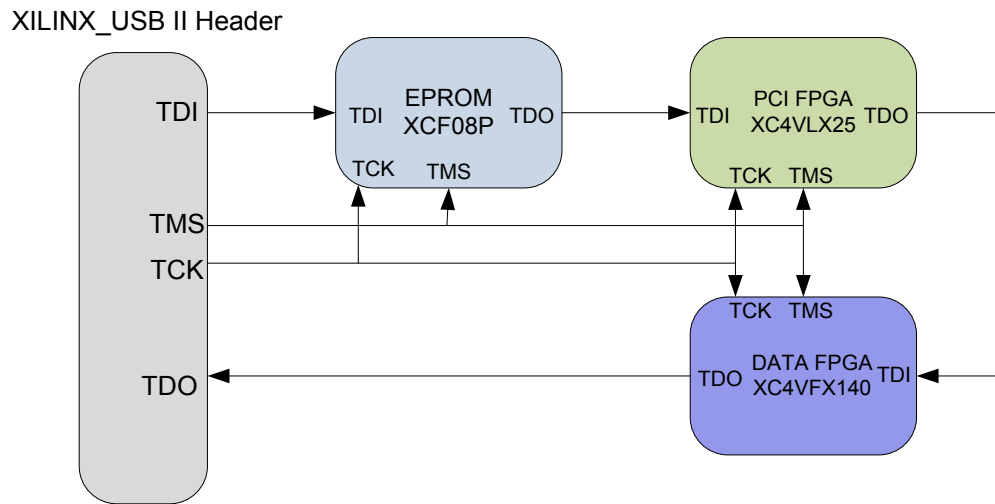 XILINX_USB II Header
TDI
TMS
TCK
TDO
TDI
EPROM
XCF08P
TDO
TCK
TMS
TDI
PCI FPGA
XC4VLX25
TDO
TCK
TMS
TCK
TMS
TDO
DATA FPGA
XC4VFX140
TDI